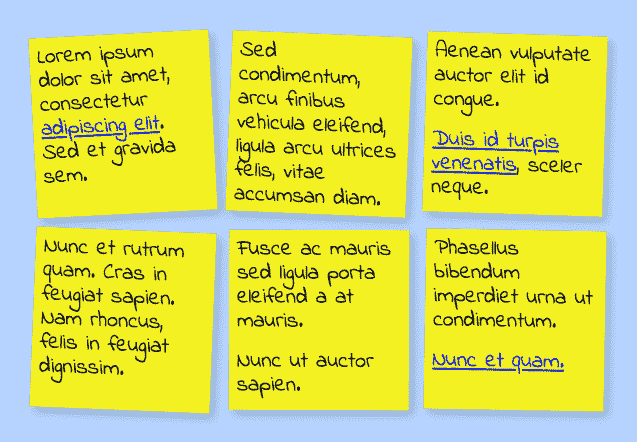 Lorem ipsum
dolor sit amet,
consectetur
adipiscing elit.
Sed et gravida
sem.
Sed
condimentum,
arcu finibus
vehicula eleifend,
ligula arcu ultrices
felis, vitae
accumsan diam.
Aenean vulputate
auctor elit id
congue.
Duis id turpis
venenatis, sceler
neque.
Nunc et rutrum
quam. Cras in
feugiat sapien.
Nam rhoncus,
felis in feugiat
dignissim.
Fusce ac mauris
sed ligula porta
eleifend a at
mauris.
Nunc ut auctor
sapien.
Phasellus
bibendum
imperdiet urna ut
condimentum.
Nunc et quam.